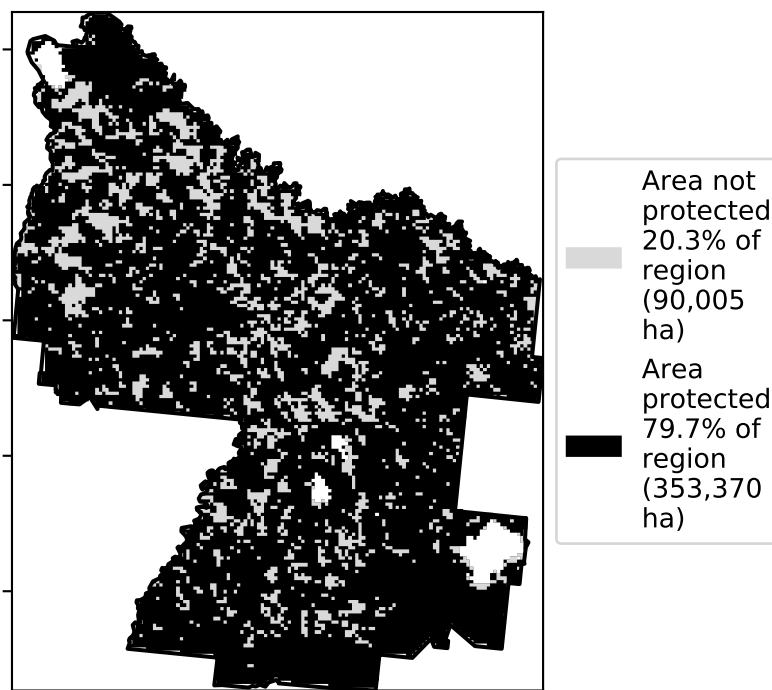 Area not
protected
20.3% of
region
(90,005
ha)
Area
protected
79.7% of
region
(353,370
ha)